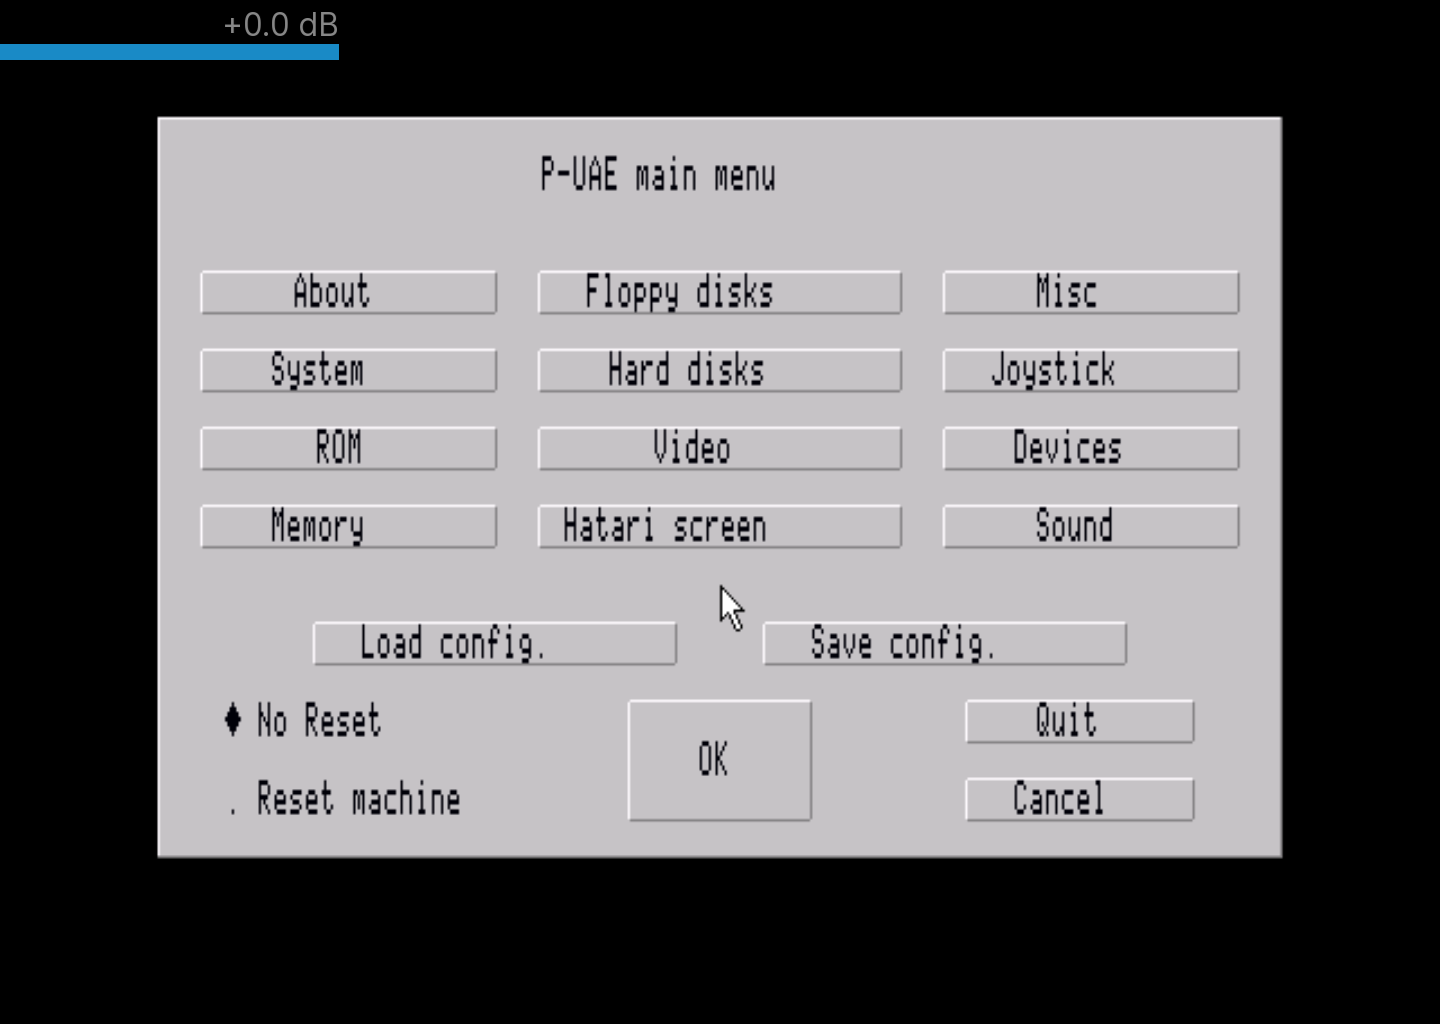 +0.0 dB
P-UAE main menu
About Floppy disks Misc
System Hard disks Joystick
ROM Video Devices
Memory Hatari screen Sound
Load config. Save config.
No Reset OK Quit
. Reset machine Cancel